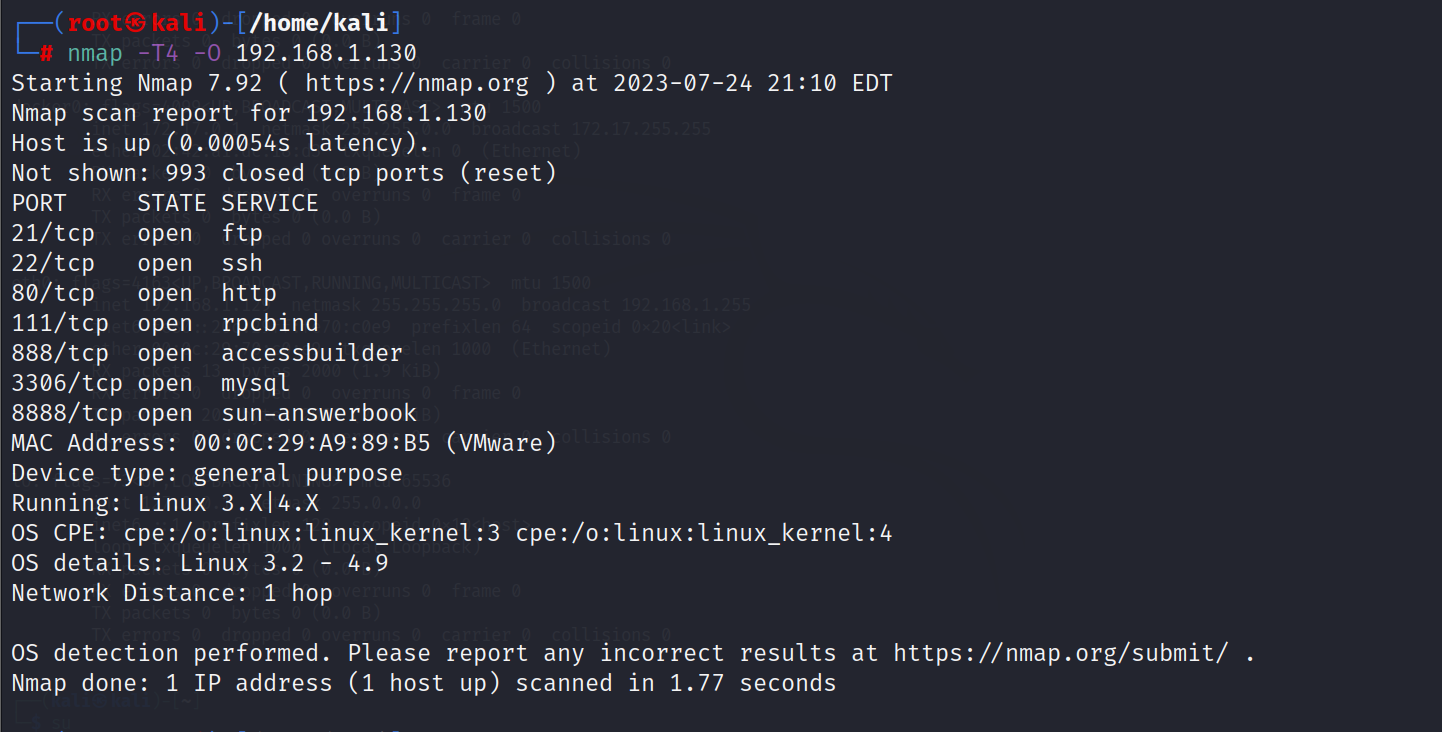 ┌──(root㉿kali)-[/home/kali]
└─# nmap -T4 -O 192.168.1.130
Starting Nmap 7.92 ( https://nmap.org ) at 2023-07-24 21:10 EDT
Nmap scan report for 192.168.1.130
Host is up (0.00054s latency).
Not shown: 993 closed tcp ports (reset)
PORT     STATE SERVICE
21/tcp   open  ftp
22/tcp   open  ssh
80/tcp   open  http
111/tcp  open  rpcbind
888/tcp  open  accessbuilder
3306/tcp open  mysql
8888/tcp open  sun-answerbook
MAC Address: 00:0C:29:A9:89:B5 (VMware)
Device type: general purpose
Running: Linux 3.X|4.X
OS CPE: cpe:/o:linux:linux_kernel:3 cpe:/o:linux:linux_kernel:4
OS details: Linux 3.2 - 4.9
Network Distance: 1 hop

OS detection performed. Please report any incorrect results at https://nmap.org/submit/ .
Nmap done: 1 IP address (1 host up) scanned in 1.77 seconds